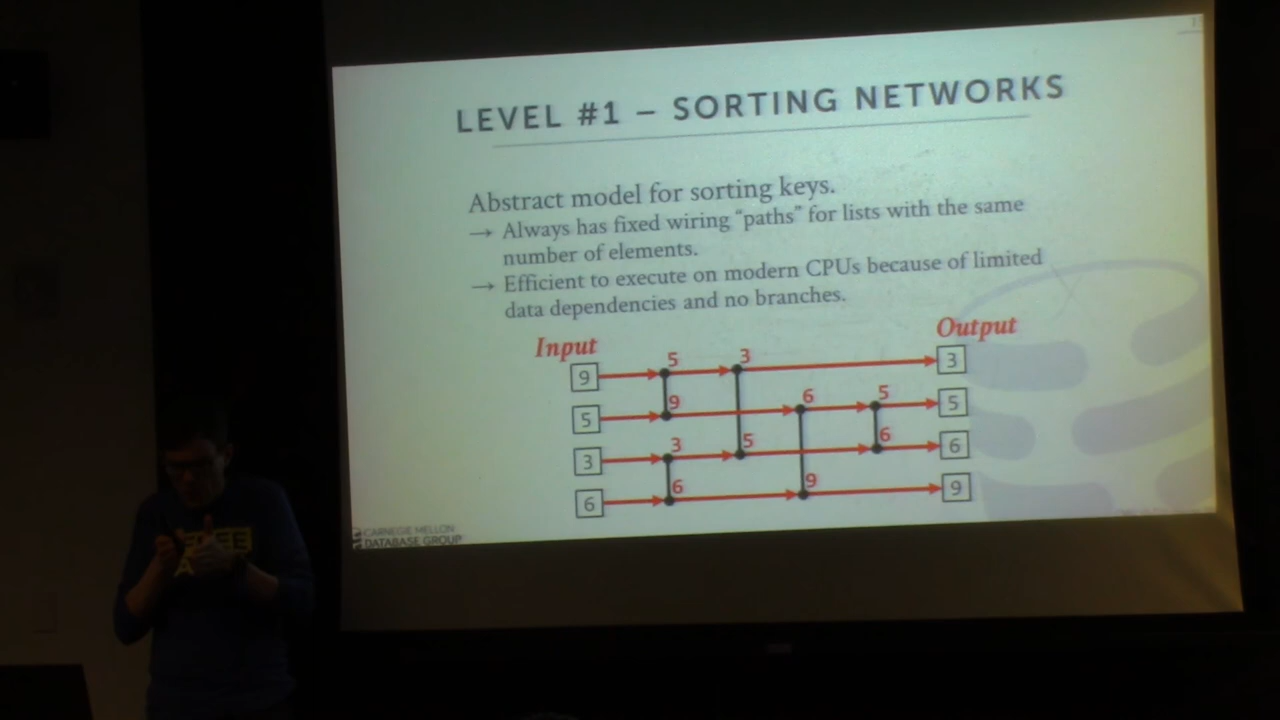 LEVEL #1 – SORTING NETWORKS
Abstract model for sorting keys.
→ Always has fixed wiring “paths” for lists with the same
number of elements.
→ Efficient to execute on modern CPUs because of limited
data dependencies and no branches.
Input
Output
9 5 3 3
5 9 6 5 5
3 3 5 6 6
6 6 9 9
CARNEGIE MELLON
DATABASE GROUP